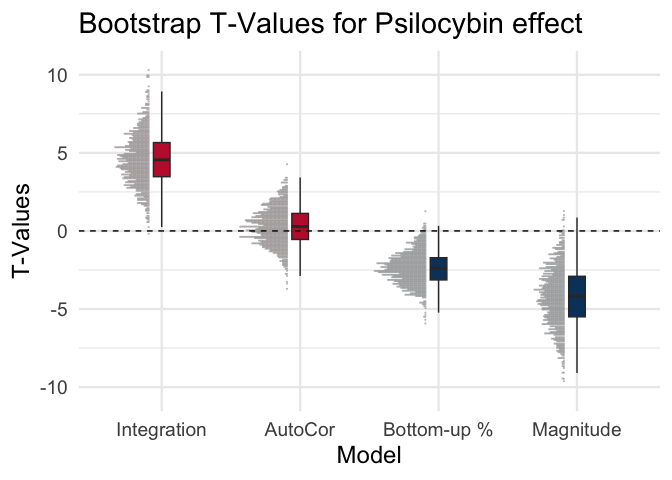 Bootstrap T-Values for Psilocybin effect
T-Values
10
5
0
-5
-10
Integration AutoCor Bottom-up % Magnitude
Model